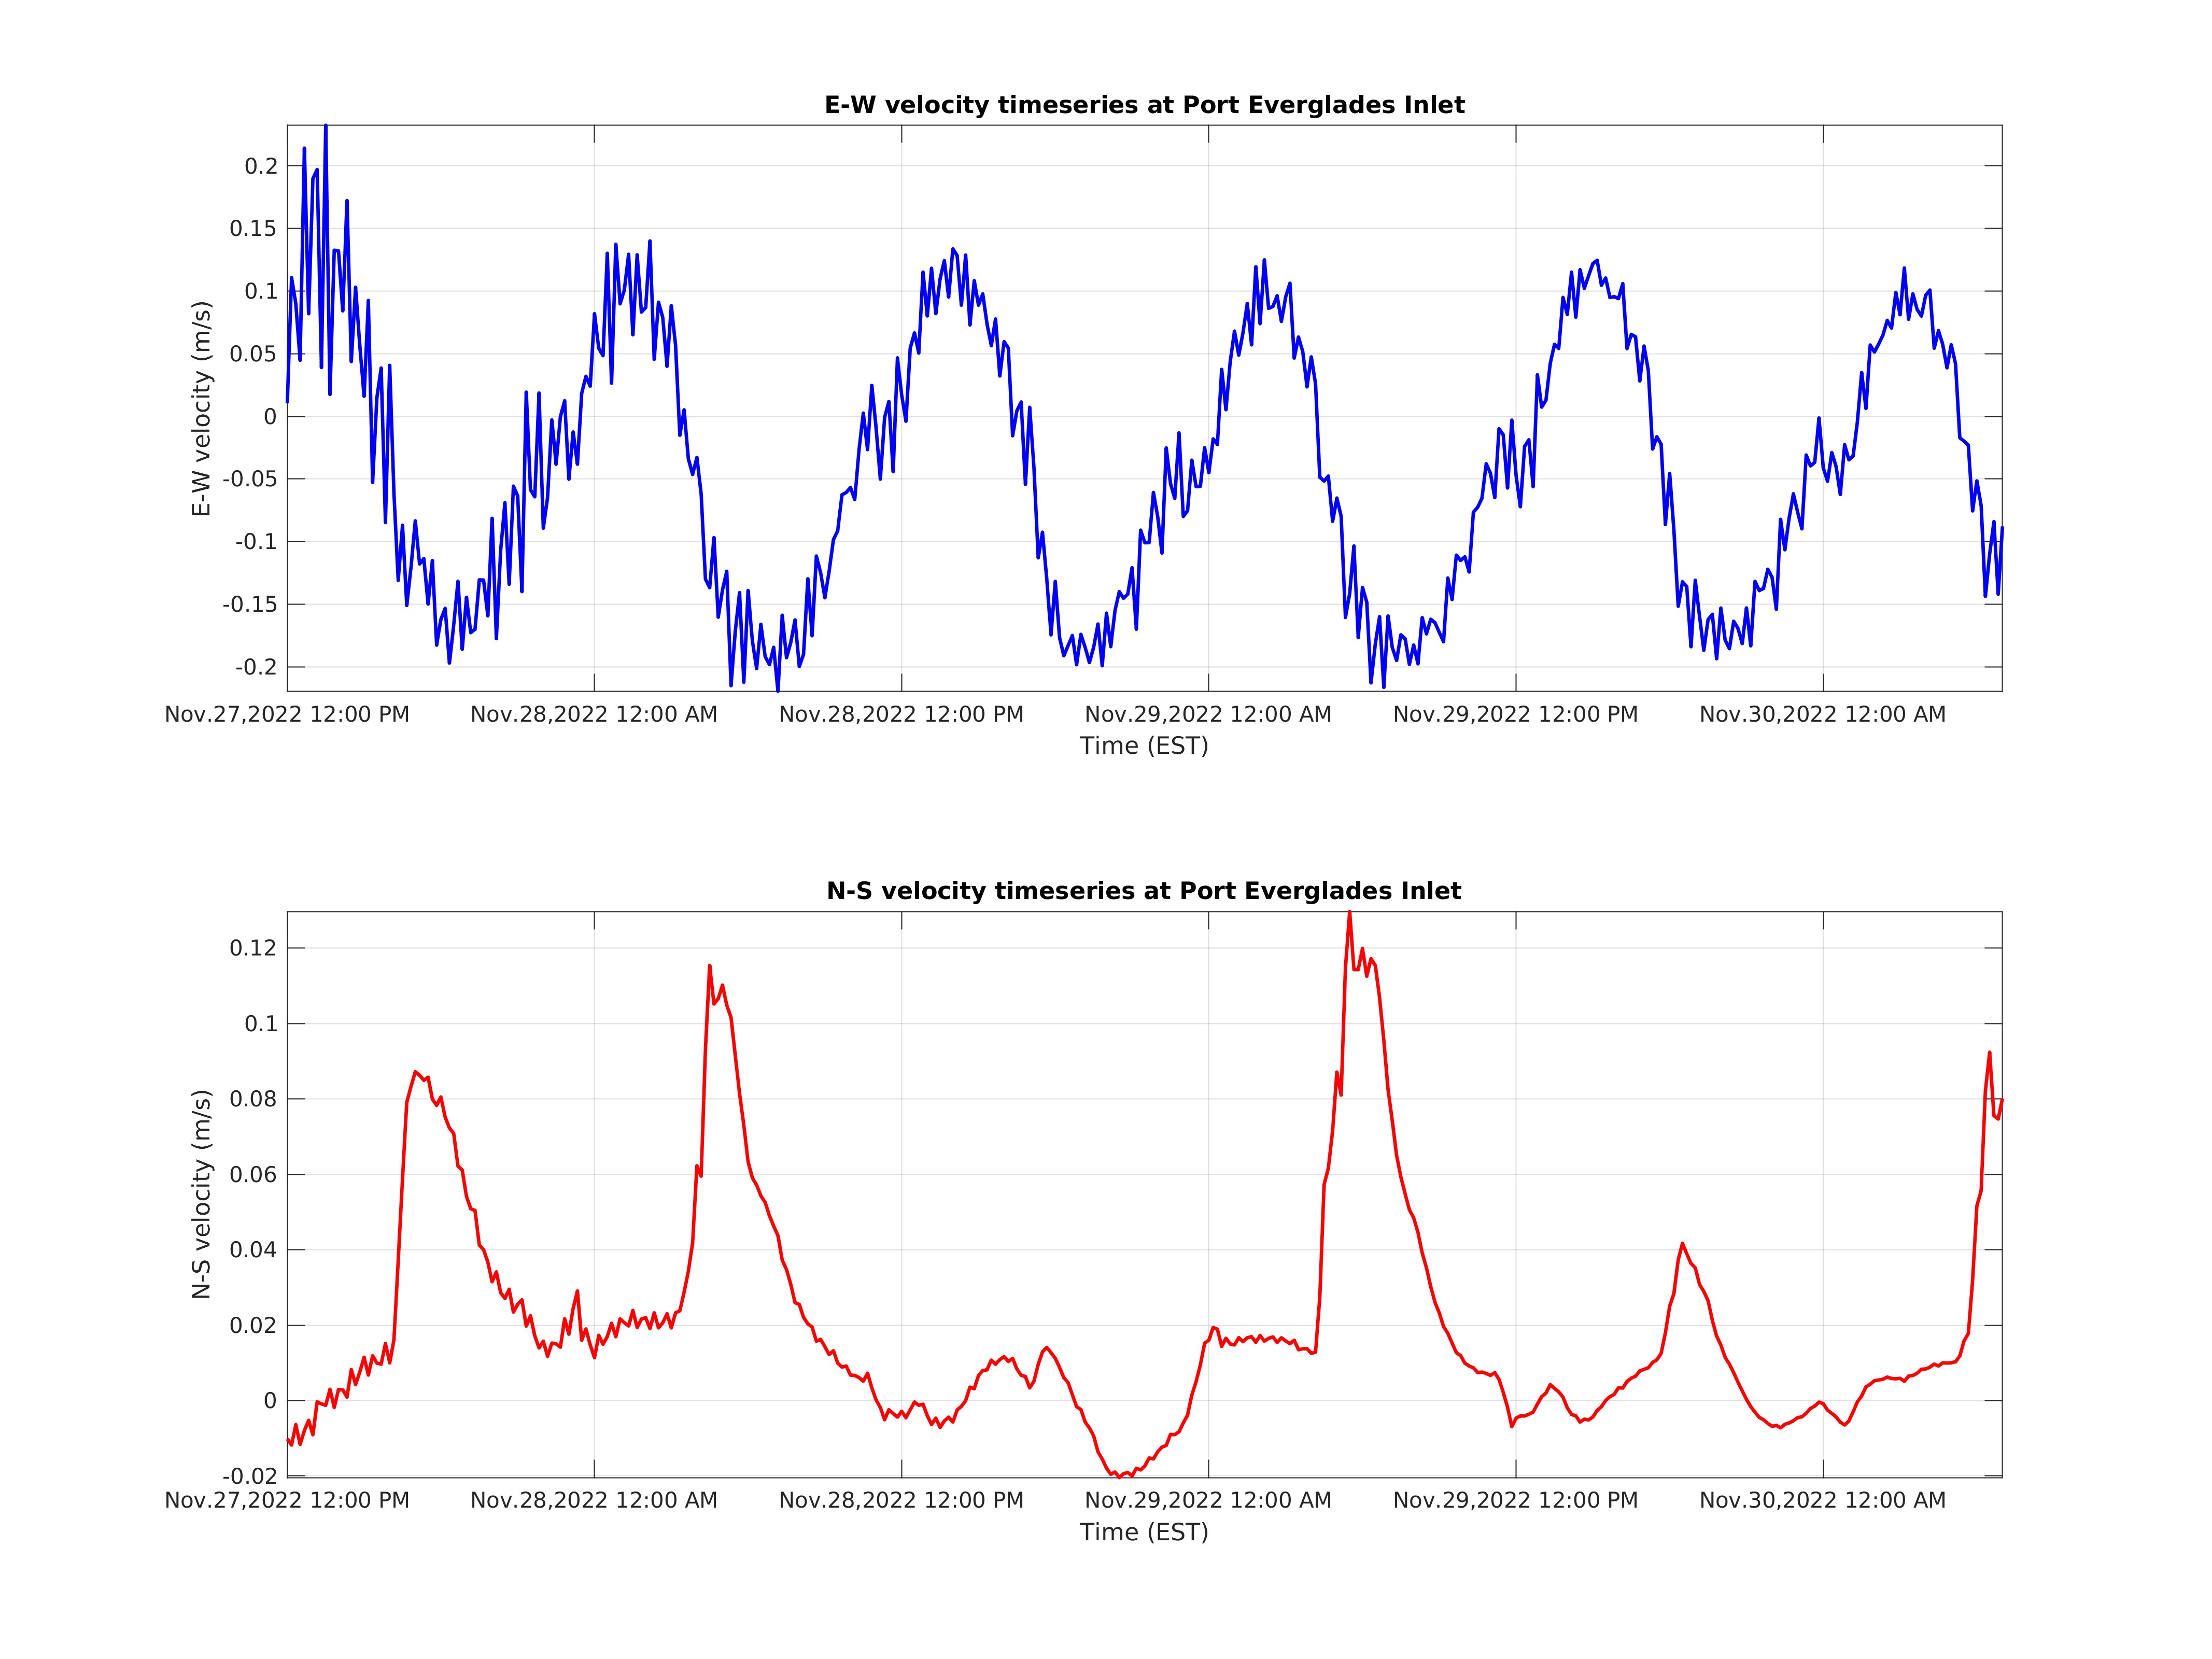 E-W velocity timeseries at Port Everglades Inlet
E-W velocity (m/s)
0.2
0.15
0.1
0.05
0
-0.05
-0.1
-0.15
-0.2
Nov.27,2022 12:00 PM Nov.28,2022 12:00 AM Nov.28,2022 12:00 PM Nov.29,2022 12:00 AM Nov.29,2022 12:00 PM Nov.30,2022 12:00 AM
Time (EST)
N-S velocity timeseries at Port Everglades Inlet
N-S velocity (m/s)
0.12
0.1
0.08
0.06
0.04
0.02
0
-0.02
Nov.27,2022 12:00 PM Nov.28,2022 12:00 AM Nov.28,2022 12:00 PM Nov.29,2022 12:00 AM Nov.29,2022 12:00 PM Nov.30,2022 12:00 AM
Time (EST)